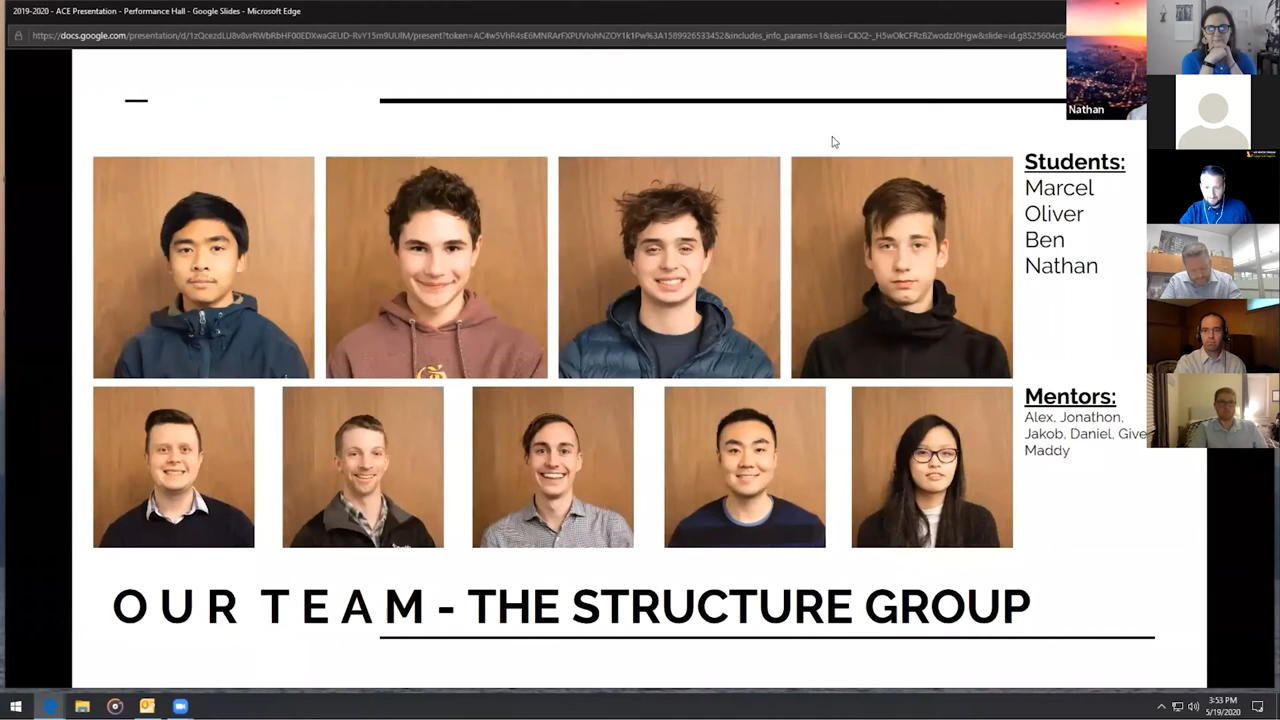 2019-2020 - ACE Presentation - Performance Hall - Google Slides - Microsoft Edge
Nathan
Students:
Marcel
Oliver
Ben
Nathan
Mentors:
Alex, Jonathon,
Jakob, Daniel, Give
Maddy
OUR TEAM - THE STRUCTURE GROUP
3:53 PM
5/19/2020